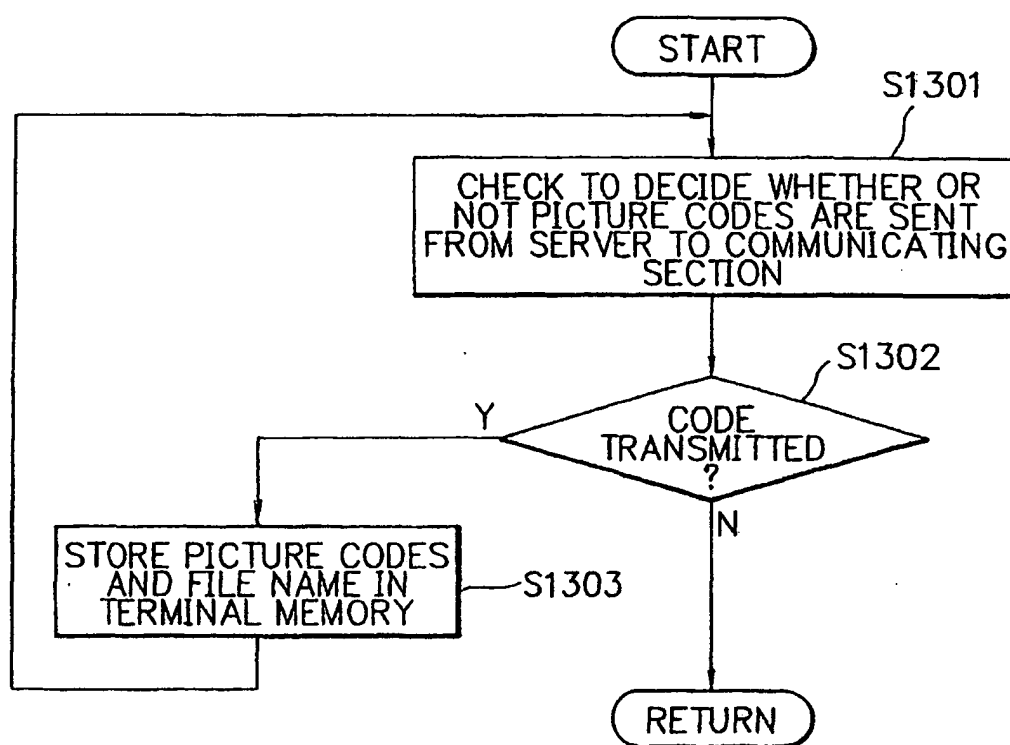 START
S1301
CHECK TO DECIDE WHETHER OR
NOT PICTURE CODES ARE SENT
FROM SERVER TO COMMUNICATING
SECTION
S1302
CODE
TRANSMITTED
?
Y
N
STORE PICTURE CODES
AND FILE NAME IN
TERMINAL MEMORY
S1303
RETURN